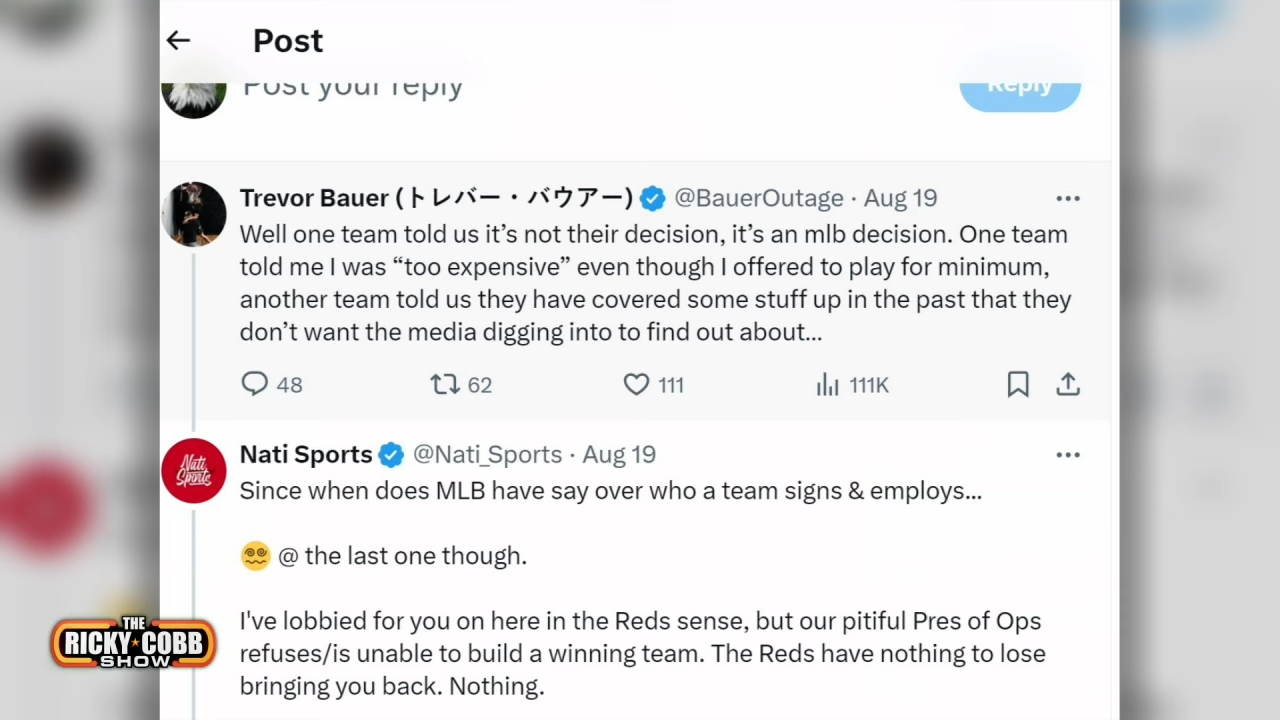 Post
Post your reply
Reply
Trevor Bauer (トレバー・バウアー) @BauerOutage · Aug 19
Well one team told us it’s not their decision, it’s an mlb decision. One team
told me I was “too expensive” even though I offered to play for minimum,
another team told us they have covered some stuff up in the past that they
don’t want the media digging into to find out about...
48 62 111 111K
Nati Sports @Nati_Sports · Aug 19
Nati
Sports
Since when does MLB have say over who a team signs & employs...
@ the last one though.
I've lobbied for you on here in the Reds sense, but our pitiful Pres of Ops
refuses/is unable to build a winning team. The Reds have nothing to lose
bringing you back. Nothing.
THE
RICKY COBB
SHOW